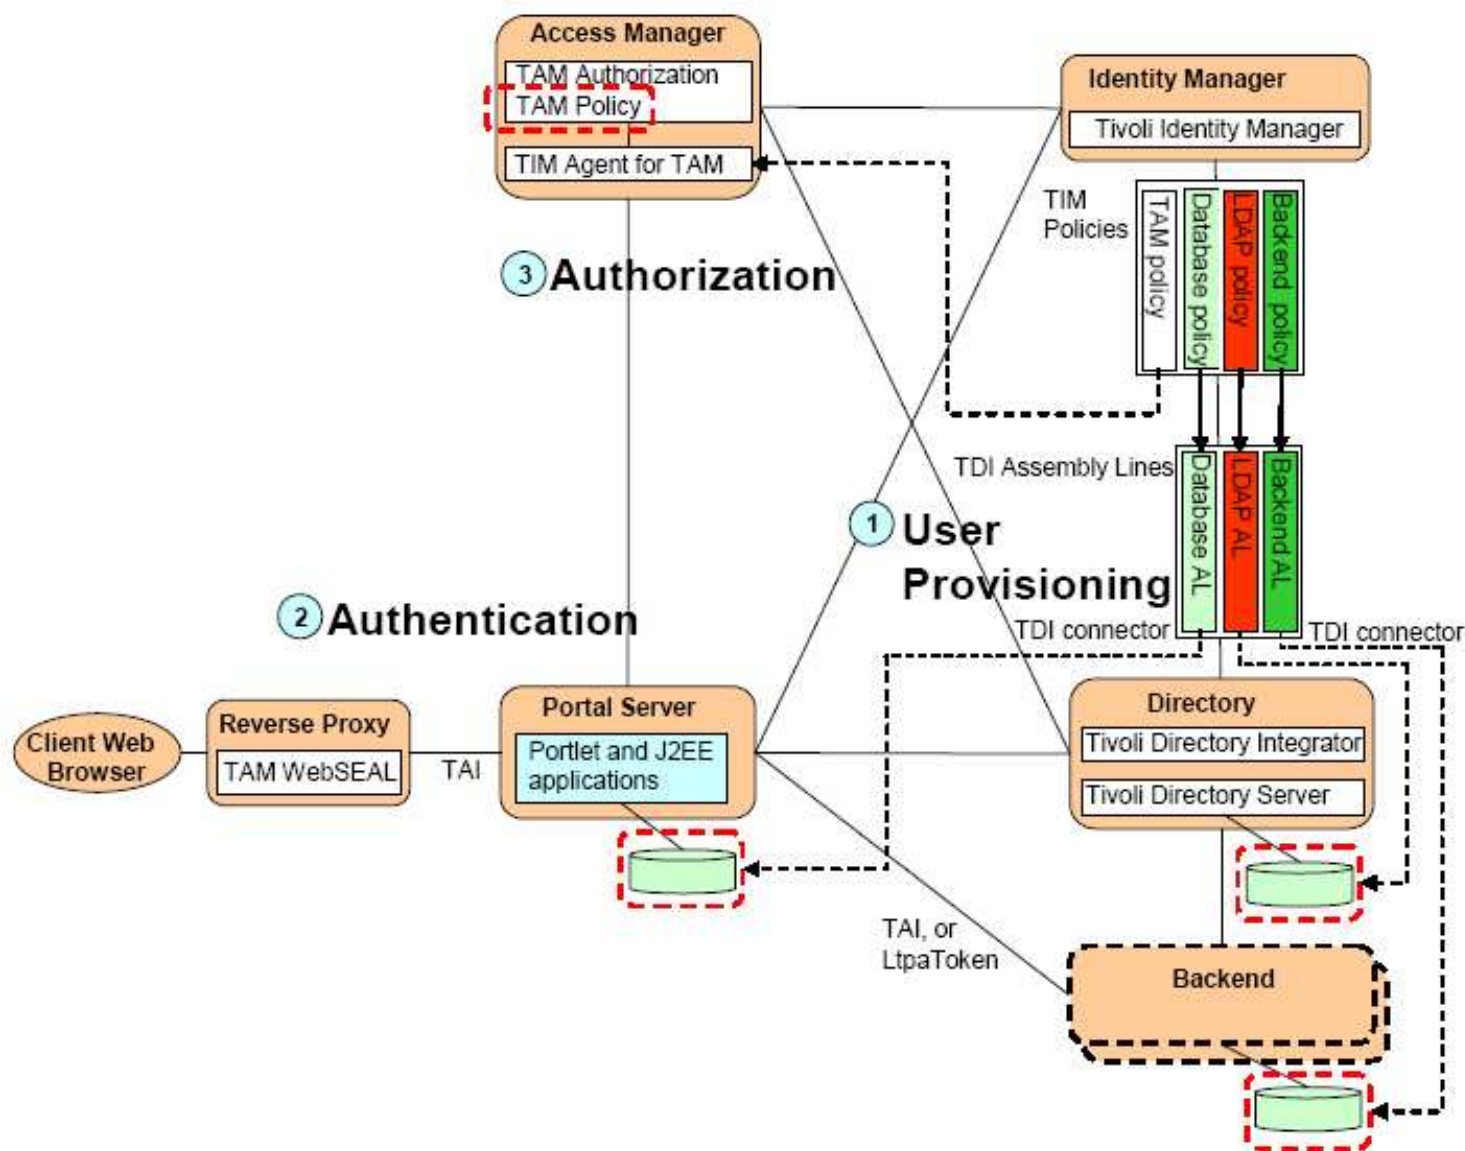 Access Manager
TAM Authorization
TAM Policy
TIM Agent for TAM
Identity Manager
Tivoli Identity Manager
TIM
Policies
TAM policy
Database policy
LDAP policy
Backend policy
3 Authorization
TDI Assembly Lines
Database AL
LDAP AL
Backend AL
1 User
Provisioning
2 Authentication
TDI connector
TDI connector
Client Web
Browser
Reverse Proxy
TAM WebSEAL
TAI
Portal Server
Portlet and J2EE
applications
Directory
Tivoli Directory Integrator
Tivoli Directory Server
TAI, or
LtpaToken
Backend